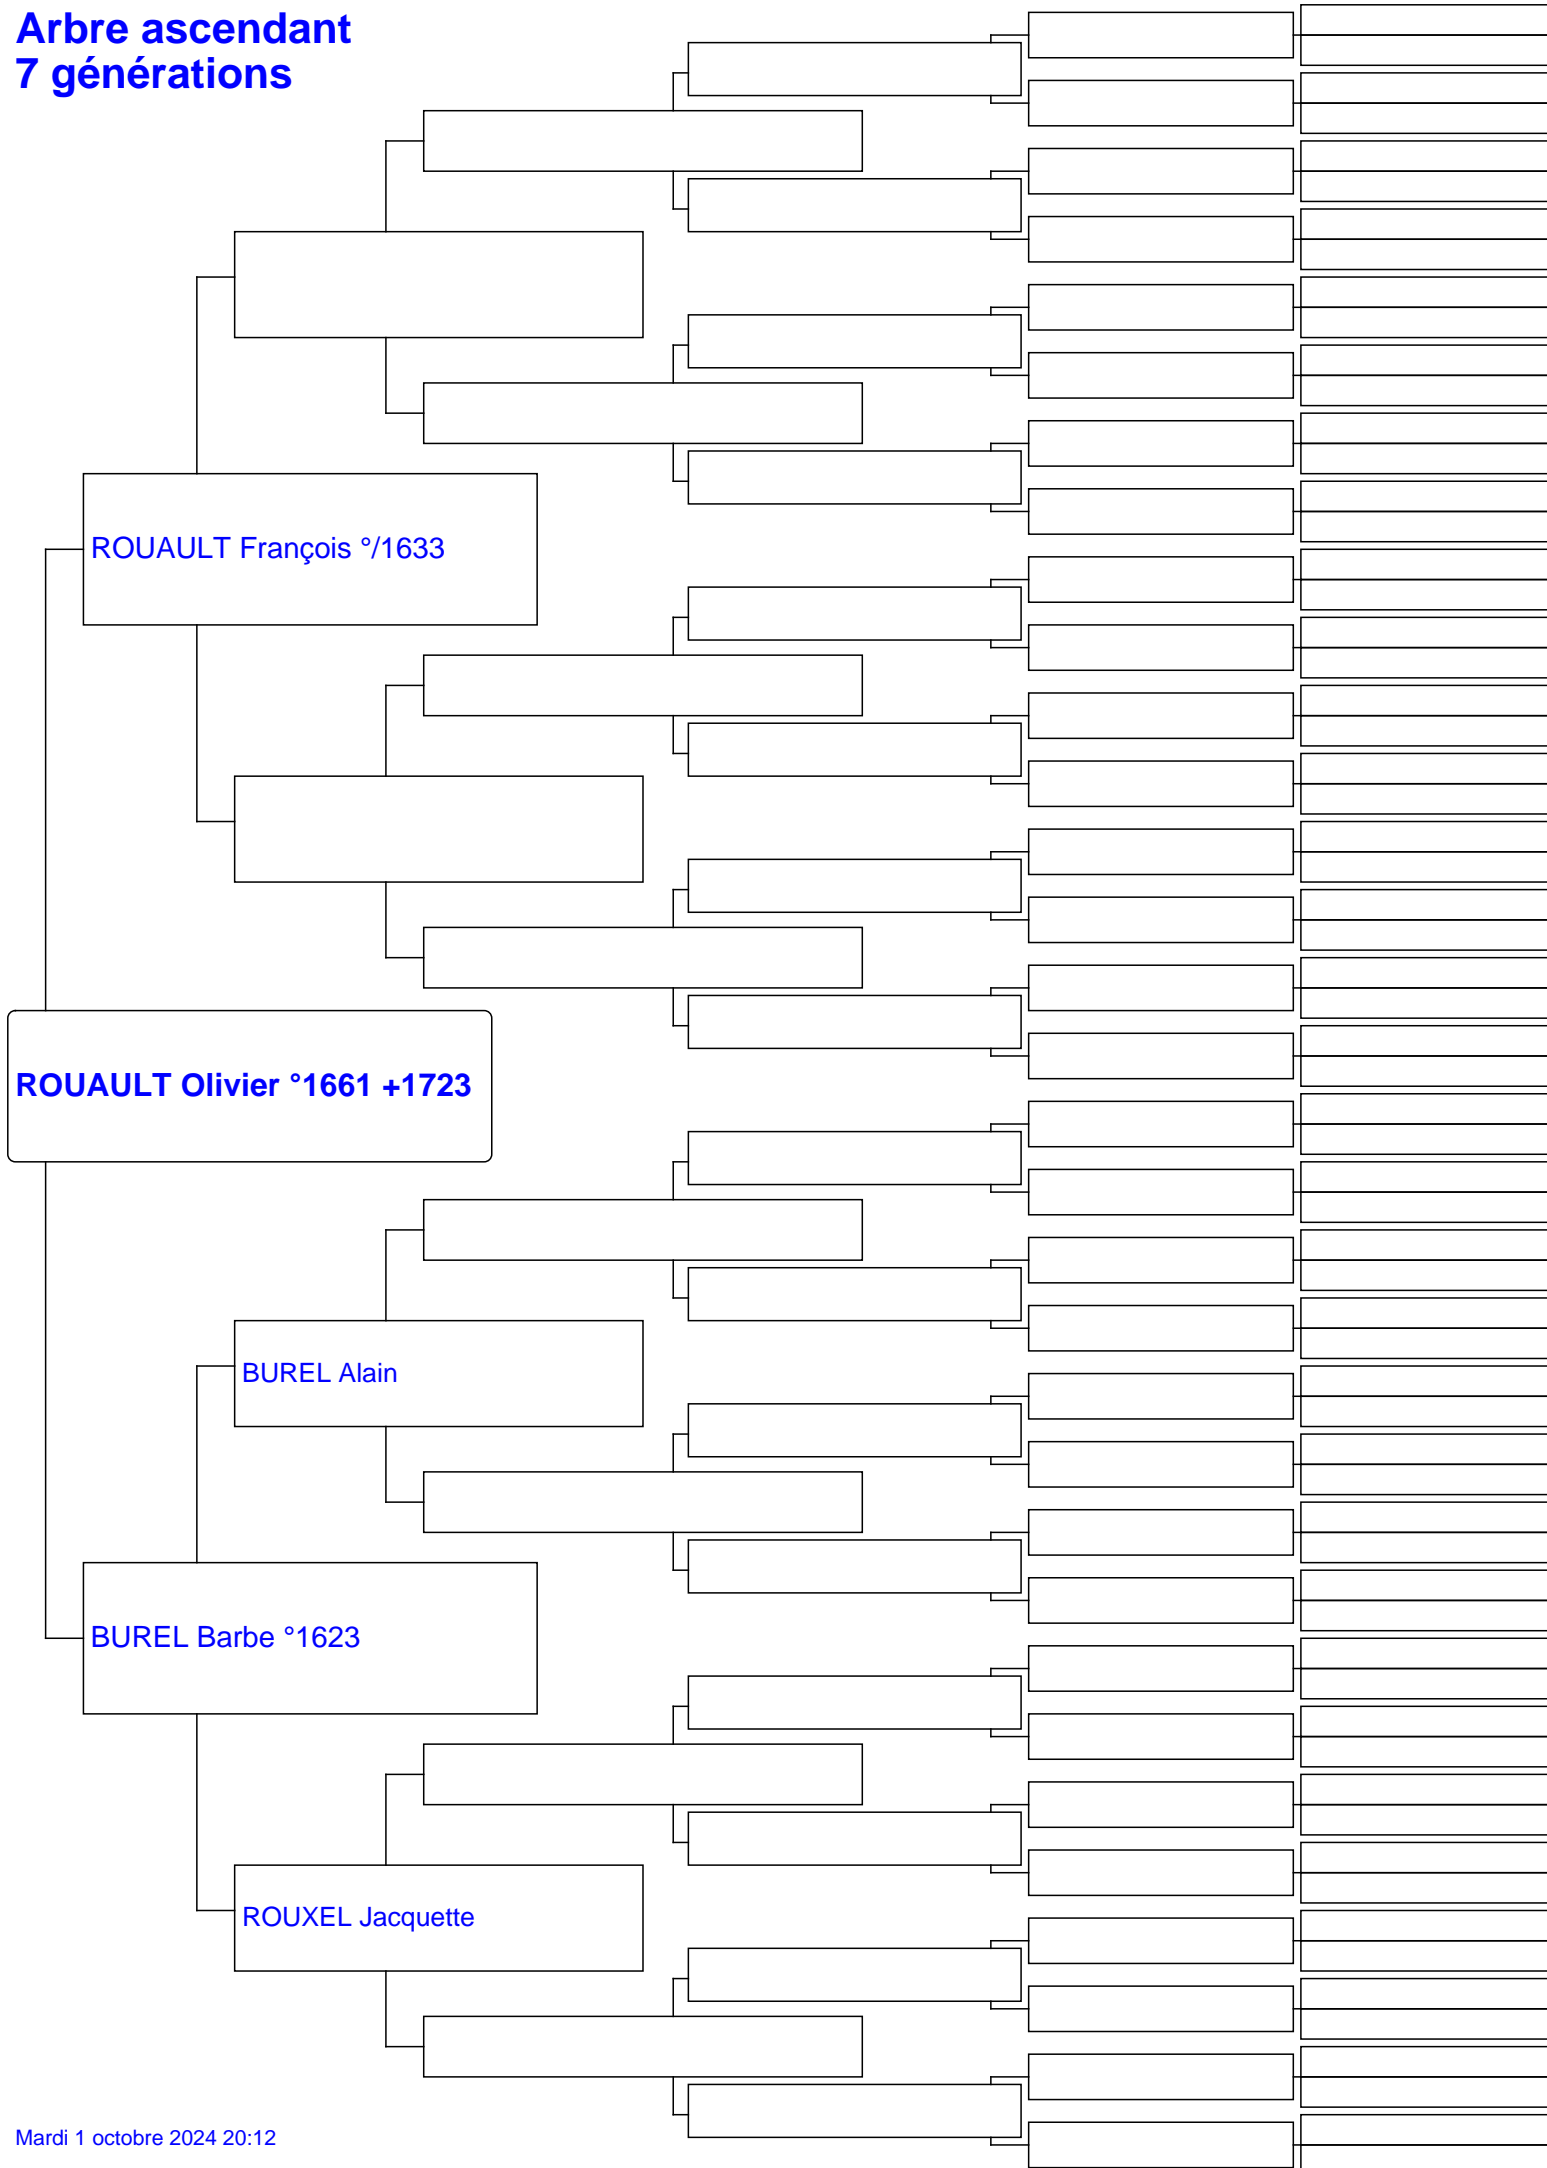 Arbre ascendant
7 générations
ROUAULT François °/1633
ROUAULT Olivier °1661 +1723
BUREL Alain
BUREL Barbe °1623
ROUXEL Jacquette
Mardi 1 octobre 2024 20:12